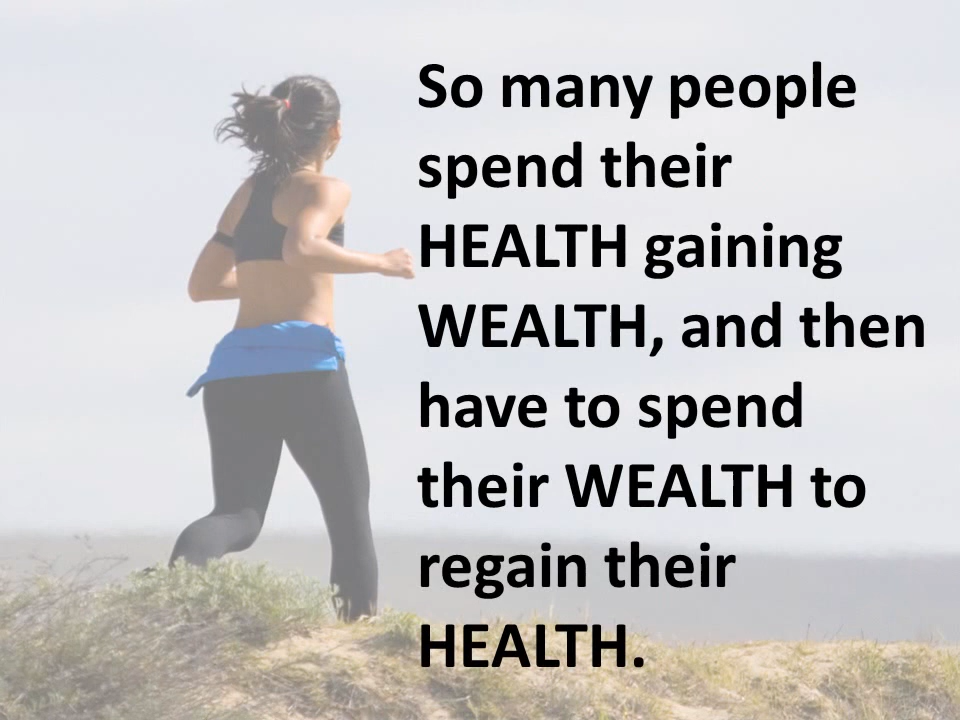 So many people
spend their
HEALTH gaining
WEALTH, and then
have to spend
their WEALTH to
regain their
HEALTH.